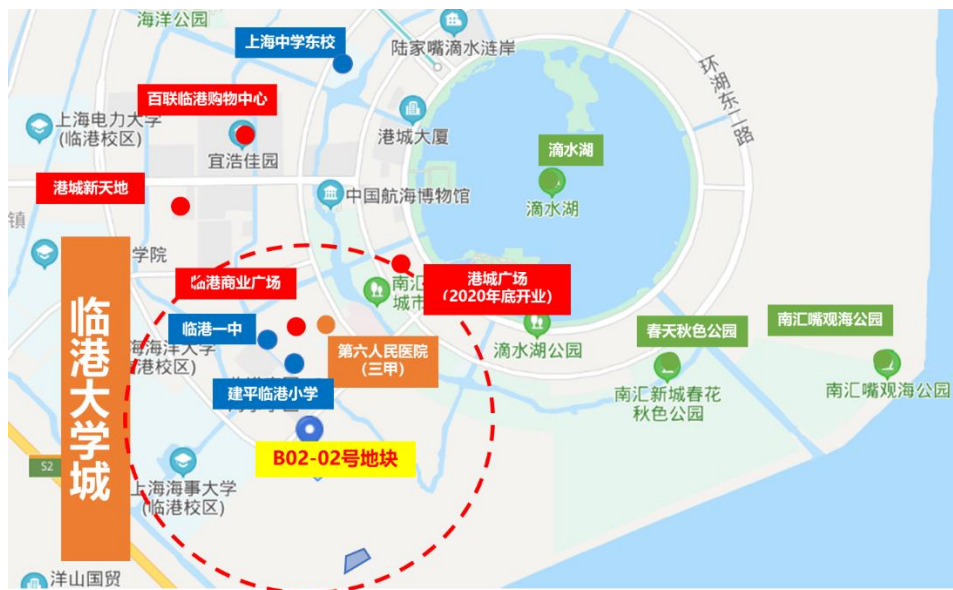 海洋公园
上海中学东校
陆家嘴滴水涟岸
环湖东二路
百联临港购物中心
上海电力大学
(临港校区)
宜浩佳园
港城大厦
滴水湖
滴水湖
港城新天地
中国航海博物馆
镇
学院
临港商业广场
南汇
城市
港城广场
(2020年底开业)
临港大学城
临港一中
海海洋大学
港校区)
第六人民医院
(三甲)
滴水湖公园
春天秋色公园
南汇嘴观海公园
建平临港小学
南汇新城春花
秋色公园
南汇嘴观海公园
B02-02号地块
S2
上海海事大学
(临港校区)
洋山国贸